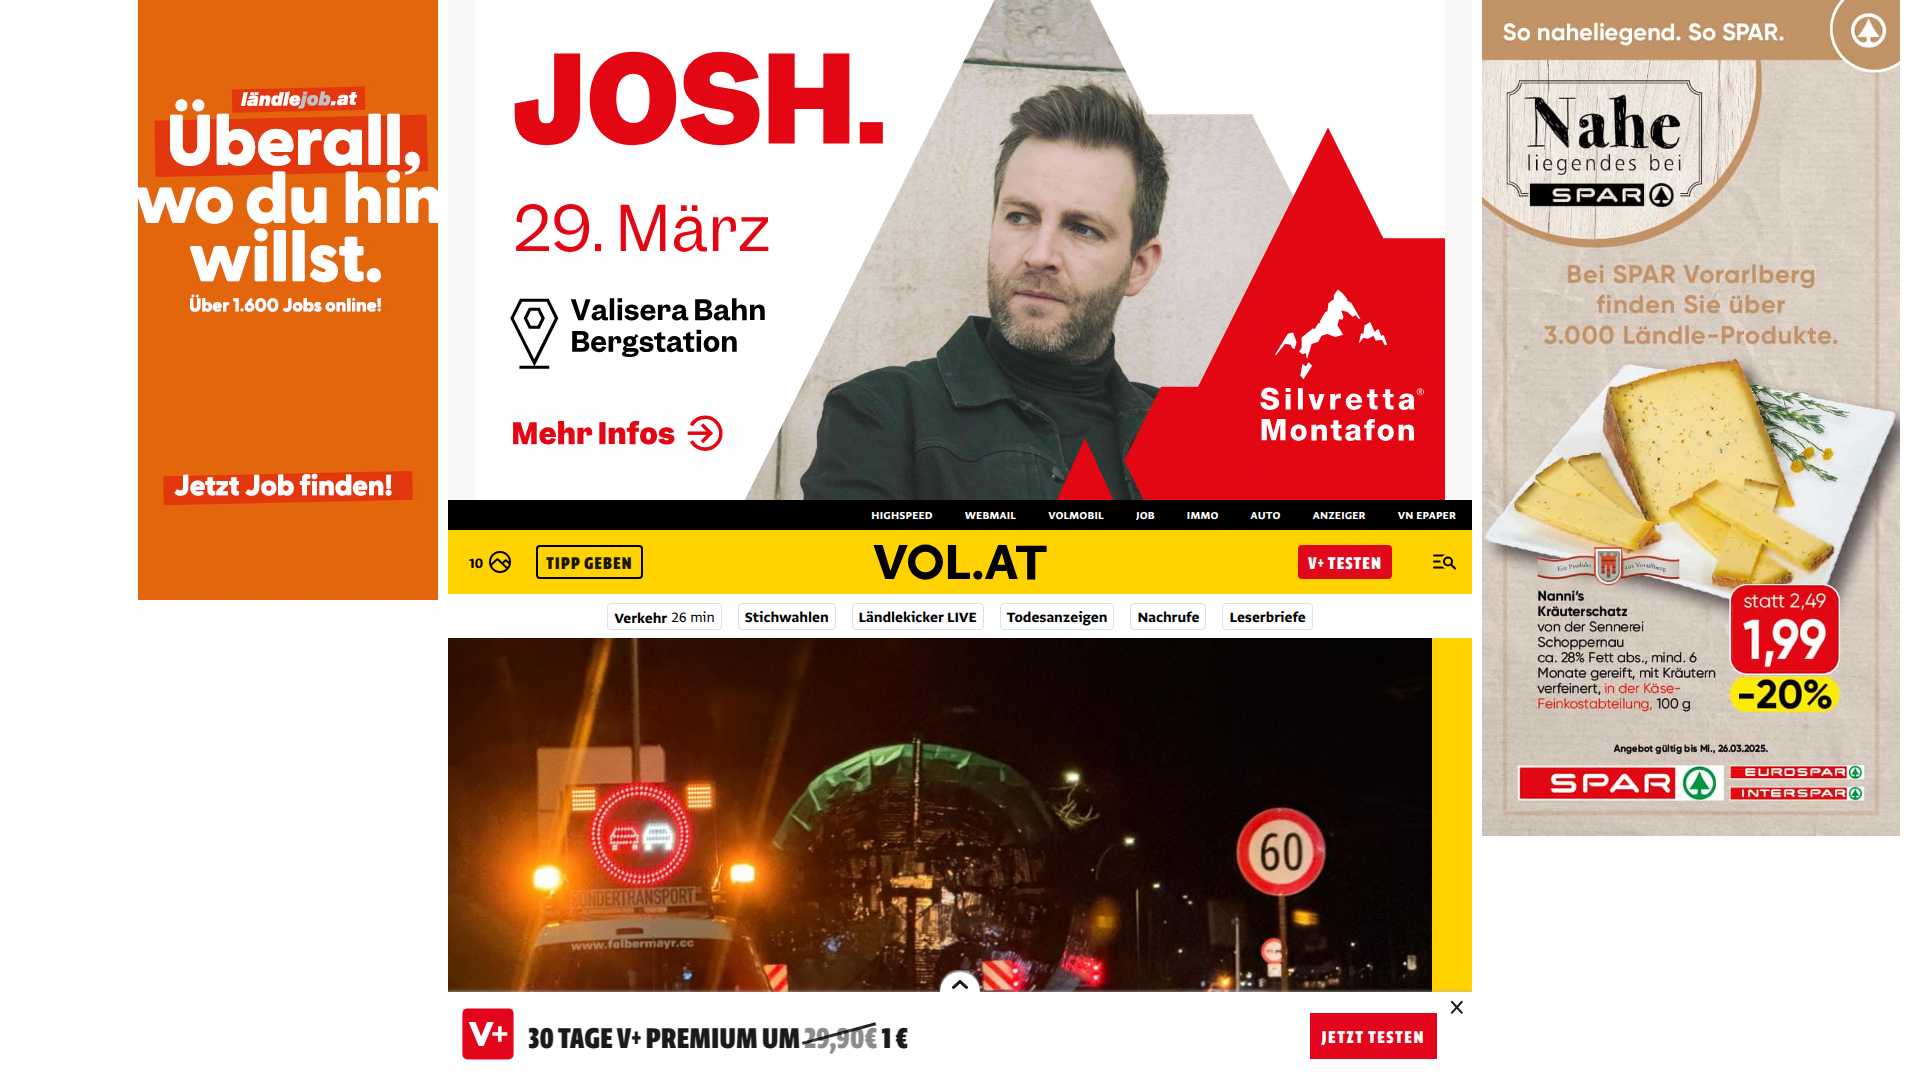 ländlejob.at
Überall,
wo du hin
willst.
Über 1.600 Jobs online!
Jetzt Job finden!
JOSH.
29. März
Valisera Bahn
Bergstation
Mehr Infos
Silvretta®
Montafon
So naheliegend. So SPAR.
Nahe
liegendes bei
SPAR
Bei SPAR Vorarlberg
finden Sie über
3.000 Ländle-Produkte.
Ein Produkt aus Vorarlberg
Nanni's
Kräuterschatz
von der Sennerei
Schoppernau
ca. 28% Fett abs., mind. 6
Monate gereift, mit Kräutern
verfeinert, in der Käse-
Feinkostabteilung, 100 g
statt 2,49
1,99
-20%
Angebot gültig bis Mi., 26.03.2025.
SPAR
EUROSPAR
INTERSPAR
HIGHSPEED WEBMAIL VOLMOBIL JOB IMMO AUTO ANZEIGER VN EPAPER
10 TIPP GEBEN VOL.AT V+ TESTEN
Verkehr 26 min Stichwahlen Ländlekicker LIVE Todesanzeigen Nachrufe Leserbriefe
SONDERTRANSPORT
www.felbermayr.cc
60
V+ 30 TAGE V+ PREMIUM UM 29,90€ 1 € JETZT TESTEN